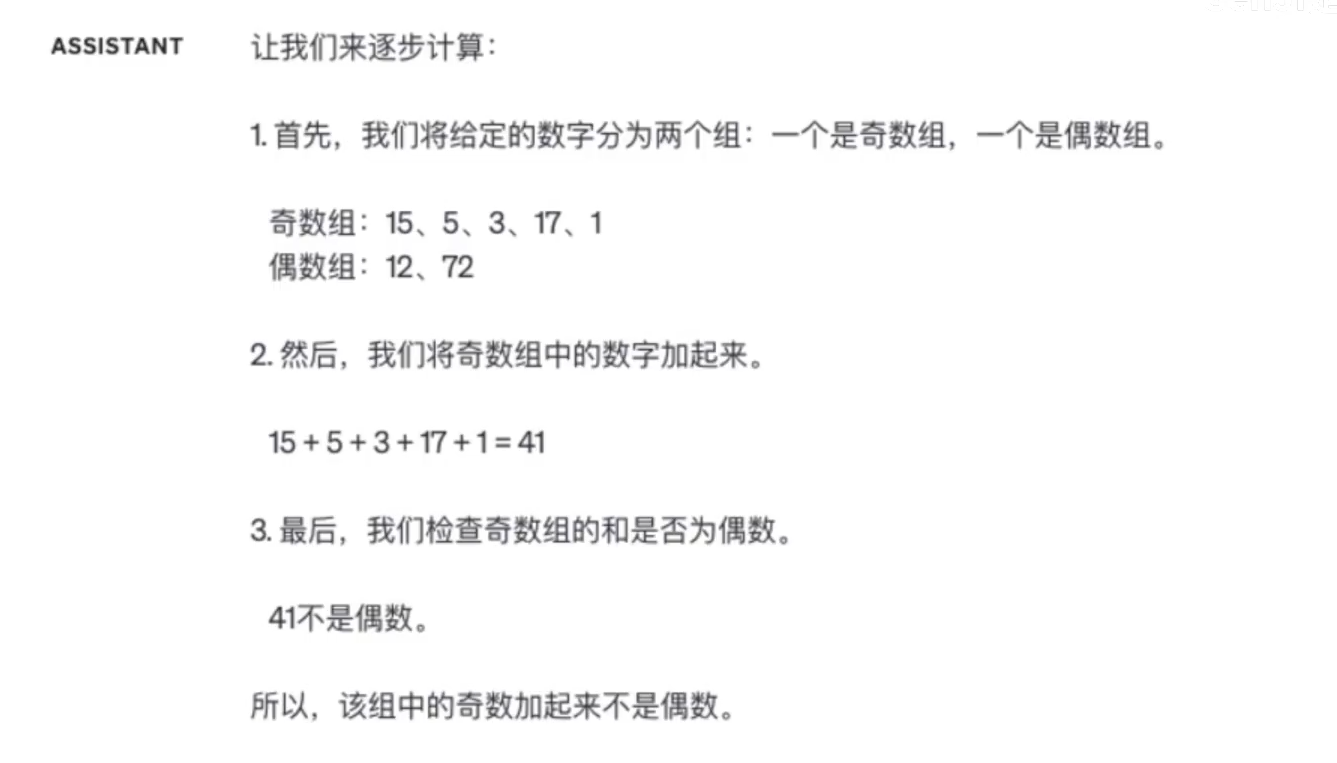 ASSISTANT 让我们来逐步计算：
1. 首先，我们将给定的数字分为两个组：一个是奇数组，一个是偶数组。
奇数组：15、5、3、17、1
偶数组：12、72
2. 然后，我们将奇数组中的数字加起来。
15 + 5 + 3 + 17 + 1 = 41
3. 最后，我们检查奇数组的和是否为偶数。
41不是偶数。
所以，该组中的奇数加起来不是偶数。